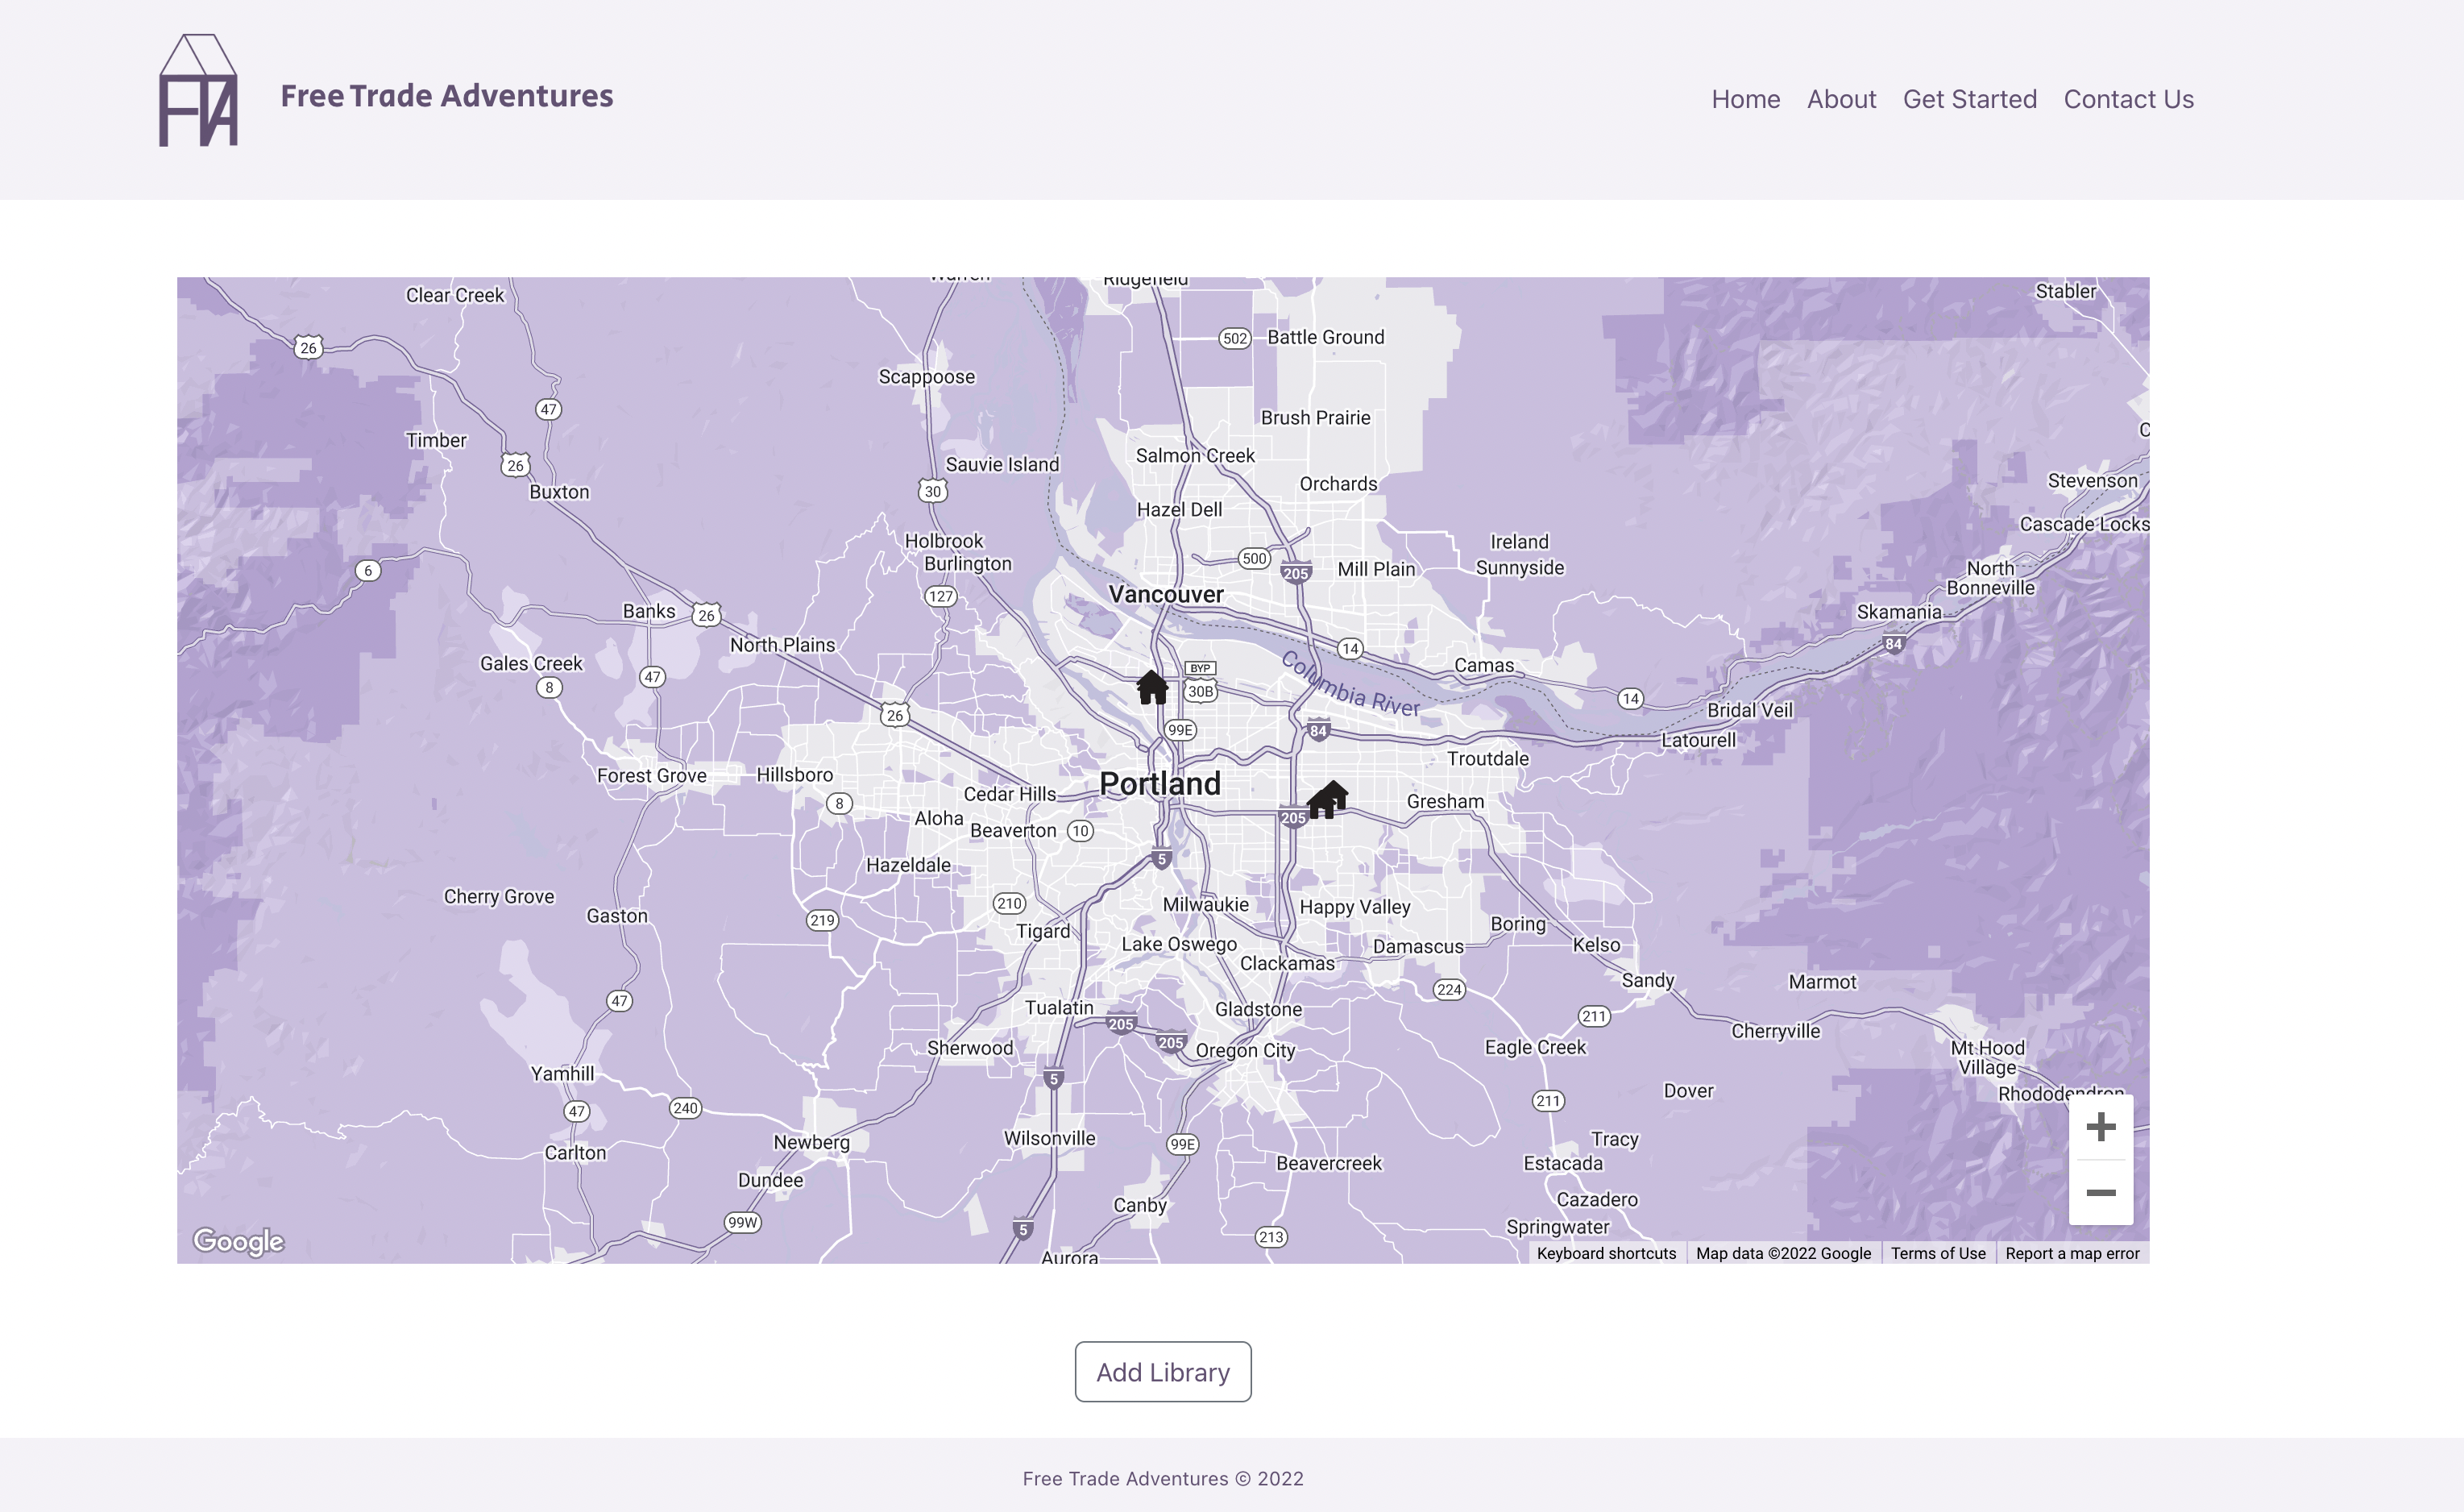 FTA
Free Trade Adventures
Home About Get Started Contact Us
Warren
Ridgefield
Clear Creek
Stabler
26
502
Battle Ground
Scappoose
47
Brush Prairie
Timber
Salmon Creek
26
Sauvie Island
Stevenson
Buxton
30
Orchards
Hazel Dell
Cascade Locks
Holbrook
Ireland
Burlington
500
6
205
Mill Plain
Sunnyside
North
Bonneville
127
Vancouver
Banks
26
Skamania
North Plains
14
84
Gales Creek
47
BYP
30B
Columbia River
Camas
8
14
26
99E
84
Bridal Veil
Latourell
Troutdale
Forest Grove
Hillsboro
Portland
Cedar Hills
8
Gresham
Aloha
205
Beaverton
10
Hazeldale
5
Cherry Grove
210
Milwaukie
Happy Valley
Gaston
219
Tigard
Boring
Lake Oswego
Damascus
Kelso
Clackamas
Sandy
Marmot
224
47
Tualatin
Gladstone
211
205
Cherryville
205
Sherwood
Oregon City
Eagle Creek
Mt Hood
Village
Yamhill
5
Dover
Rhododendron
47
240
211
Newberg
Wilsonville
99E
Tracy
Carlton
Beavercreek
Estacada
Dundee
Cazadero
Canby
99W
5
213
Springwater
Google
Aurora
Keyboard shortcuts
Map data ©2022 Google
Terms of Use
Report a map error
Add Library
Free Trade Adventures © 2022